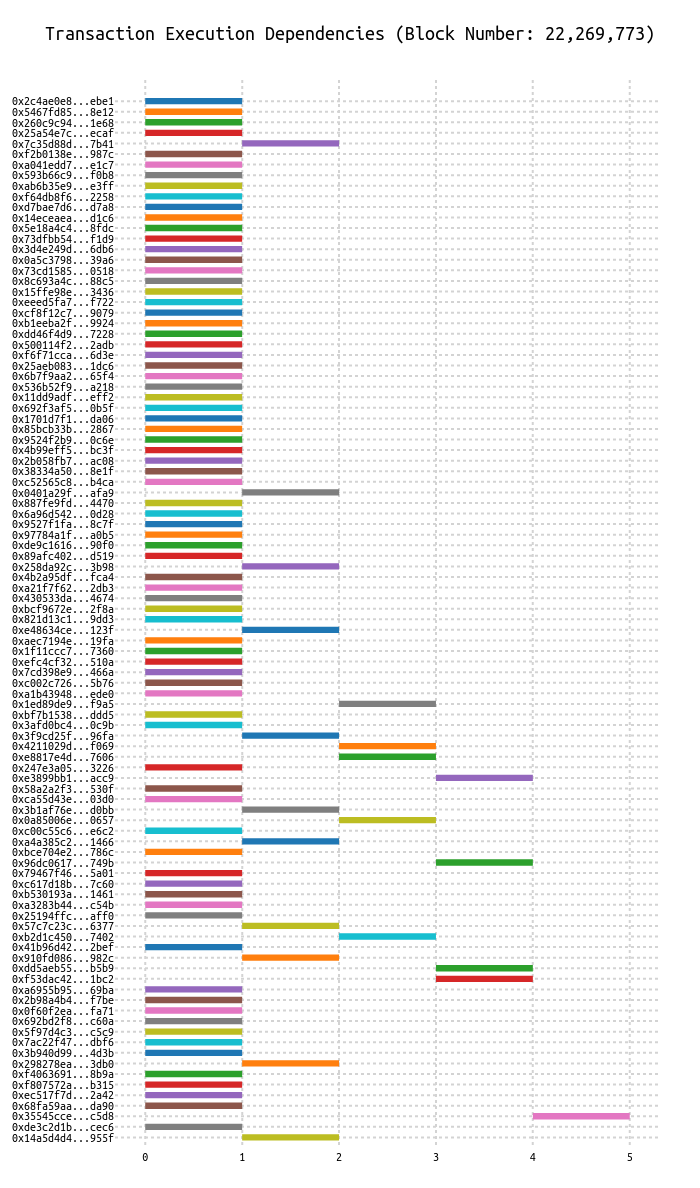 Transaction Execution Dependencies (Block Number: 22,269,773)
0x2c4ae0e8...ebe1
0x5467fd85...8e12
0x260c9c94...1e68
0x25a54e7c...ecaf
0x7c35d88d...7b41
0xf2b0138e...987c
0xa041edd7...e1c7
0x593b66c9...f0b8
0xab6b35e9...e3ff
0xf64db8f6...2258
0xd7bae7d6...d7a8
0x14eceaea...d1c6
0x5e18a4c4...8fdc
0x73dfbb54...f1d9
0x3d4e249d...6db6
0x0a5c3798...39a6
0x73cd1585...0518
0x8c693a4c...88c5
0x15ffe98e...3436
0xeeed5fa7...f722
0xcf8f12c7...9079
0xb1eeba2f...9924
0xdd46f4d9...7228
0x500114f2...2adb
0xf6f71cca...6d3e
0x25aeb083...1dc6
0x6b7f9aa2...65f4
0x536b52f9...a218
0x11dd9adf...eff2
0x692f3af5...0b5f
0x1701d7f1...da06
0x85bcb33b...2867
0x9524f2b9...0c6e
0x4b99eff5...bc3f
0x2b058fb7...ac08
0x38334a50...8e1f
0xc52565c8...b4ca
0x0401a29f...afa9
0x887fe9fd...4470
0x6a96d542...0d28
0x9527f1fa...8c7f
0x97784a1f...a0b5
0xde9c1616...90f0
0x89afc402...d519
0x258da92c...3b98
0x4b2a95df...fca4
0xa21f7f62...2db3
0x430533da...4674
0xbcf9672e...2f8a
0x821d13c1...9dd3
0xe48634ce...123f
0xaec7194e...19fa
0x1f11ccc7...7360
0xefc4cf32...510a
0x7cd398e9...466a
0xc002c726...5b76
0xa1b43948...ede0
0x1ed89de9...f9a5
0xbf7b1538...ddd5
0x3afd0bc4...0c9b
0x3f9cd25f...96fa
0x4211029d...f069
0xe8817e4d...7606
0x247e3a05...3226
0xe3899bb1...acc9
0x58a2a2f3...530f
0xca55d43e...03d0
0x3b1af76e...d0bb
0x0a85006e...0657
0xc00c55c6...e6c2
0xa4a385c2...1466
0xbce704e2...786c
0x96dc0617...749b
0x79467f46...5a01
0xc617d18b...7c60
0xb530193a...1461
0xa3283b44...c54b
0x25194ffc...aff0
0x57c7c23c...6377
0xb2d1c450...7402
0x41b96d42...2bef
0x910fd086...982c
0xdd5aeb55...b5b9
0xf53dac42...1bc2
0xa6955b95...69ba
0x2b98a4b4...f7be
0x0f60f2ea...fa71
0x692bd2f8...c60a
0x5f97d4c3...c5c9
0x7ac22f47...dbf6
0x3b940d99...4d3b
0x298278ea...3db0
0xf4063691...8b9a
0xf807572a...b315
0xec517f7d...2a42
0x68fa59aa...da90
0x35545cce...c5d8
0xde3c2d1b...cec6
0x14a5d4d4...955f
0 1 2 3 4 5